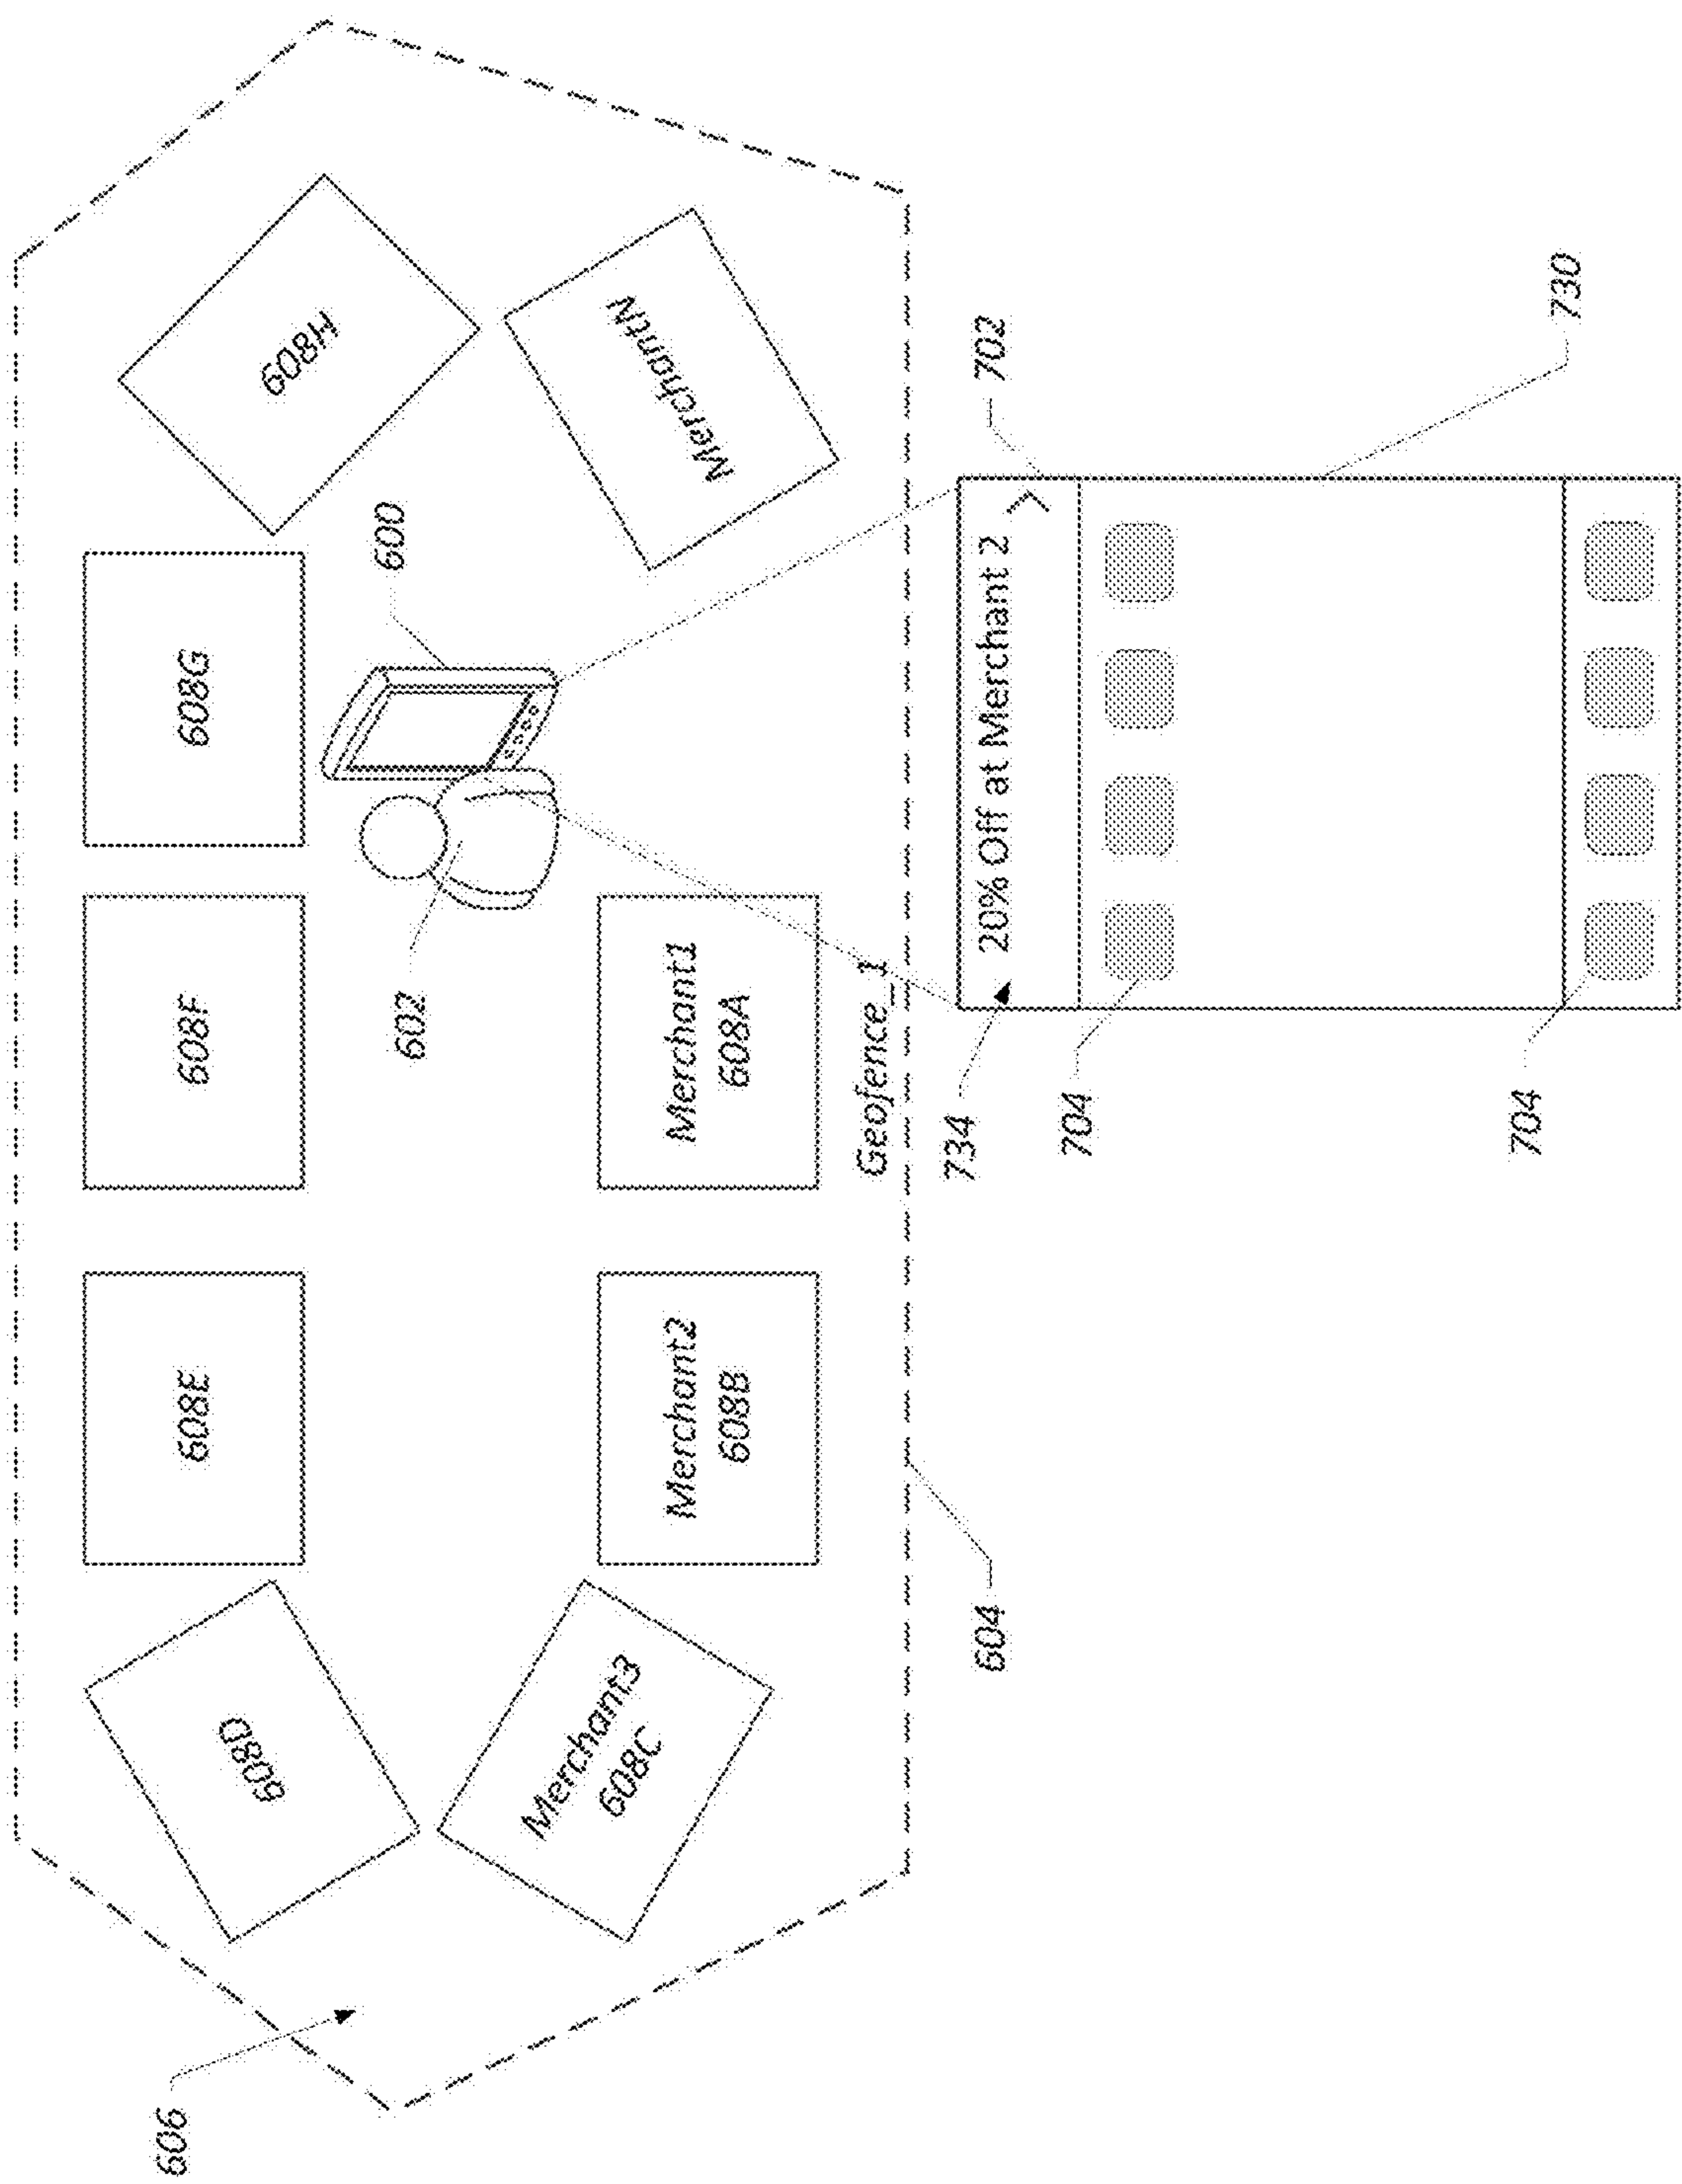 606
608D
608E
608F
608G
608H
Merchant3
608C
Merchant2
608B
Merchant1
608A
MerchantN
602
600
Geofence_1
604
734
702
20% Off at Merchant 2
704
704
730